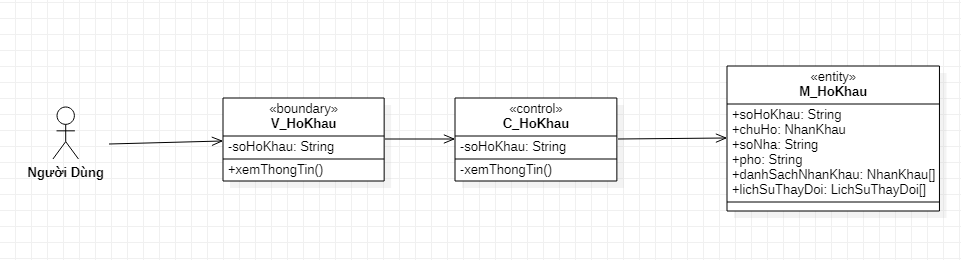 Người Dùng
«boundary»
V_HoKhau
-soHoKhau: String
+xemThongTin()
«control»
C_HoKhau
-soHoKhau: String
-xemThongTin()
«entity»
M_HoKhau
+soHoKhau: String
+chuHo: NhanKhau
+soNha: String
+pho: String
+danhSachNhanKhau: NhanKhau[]
+lichSuThayDoi: LichSuThayDoi[]